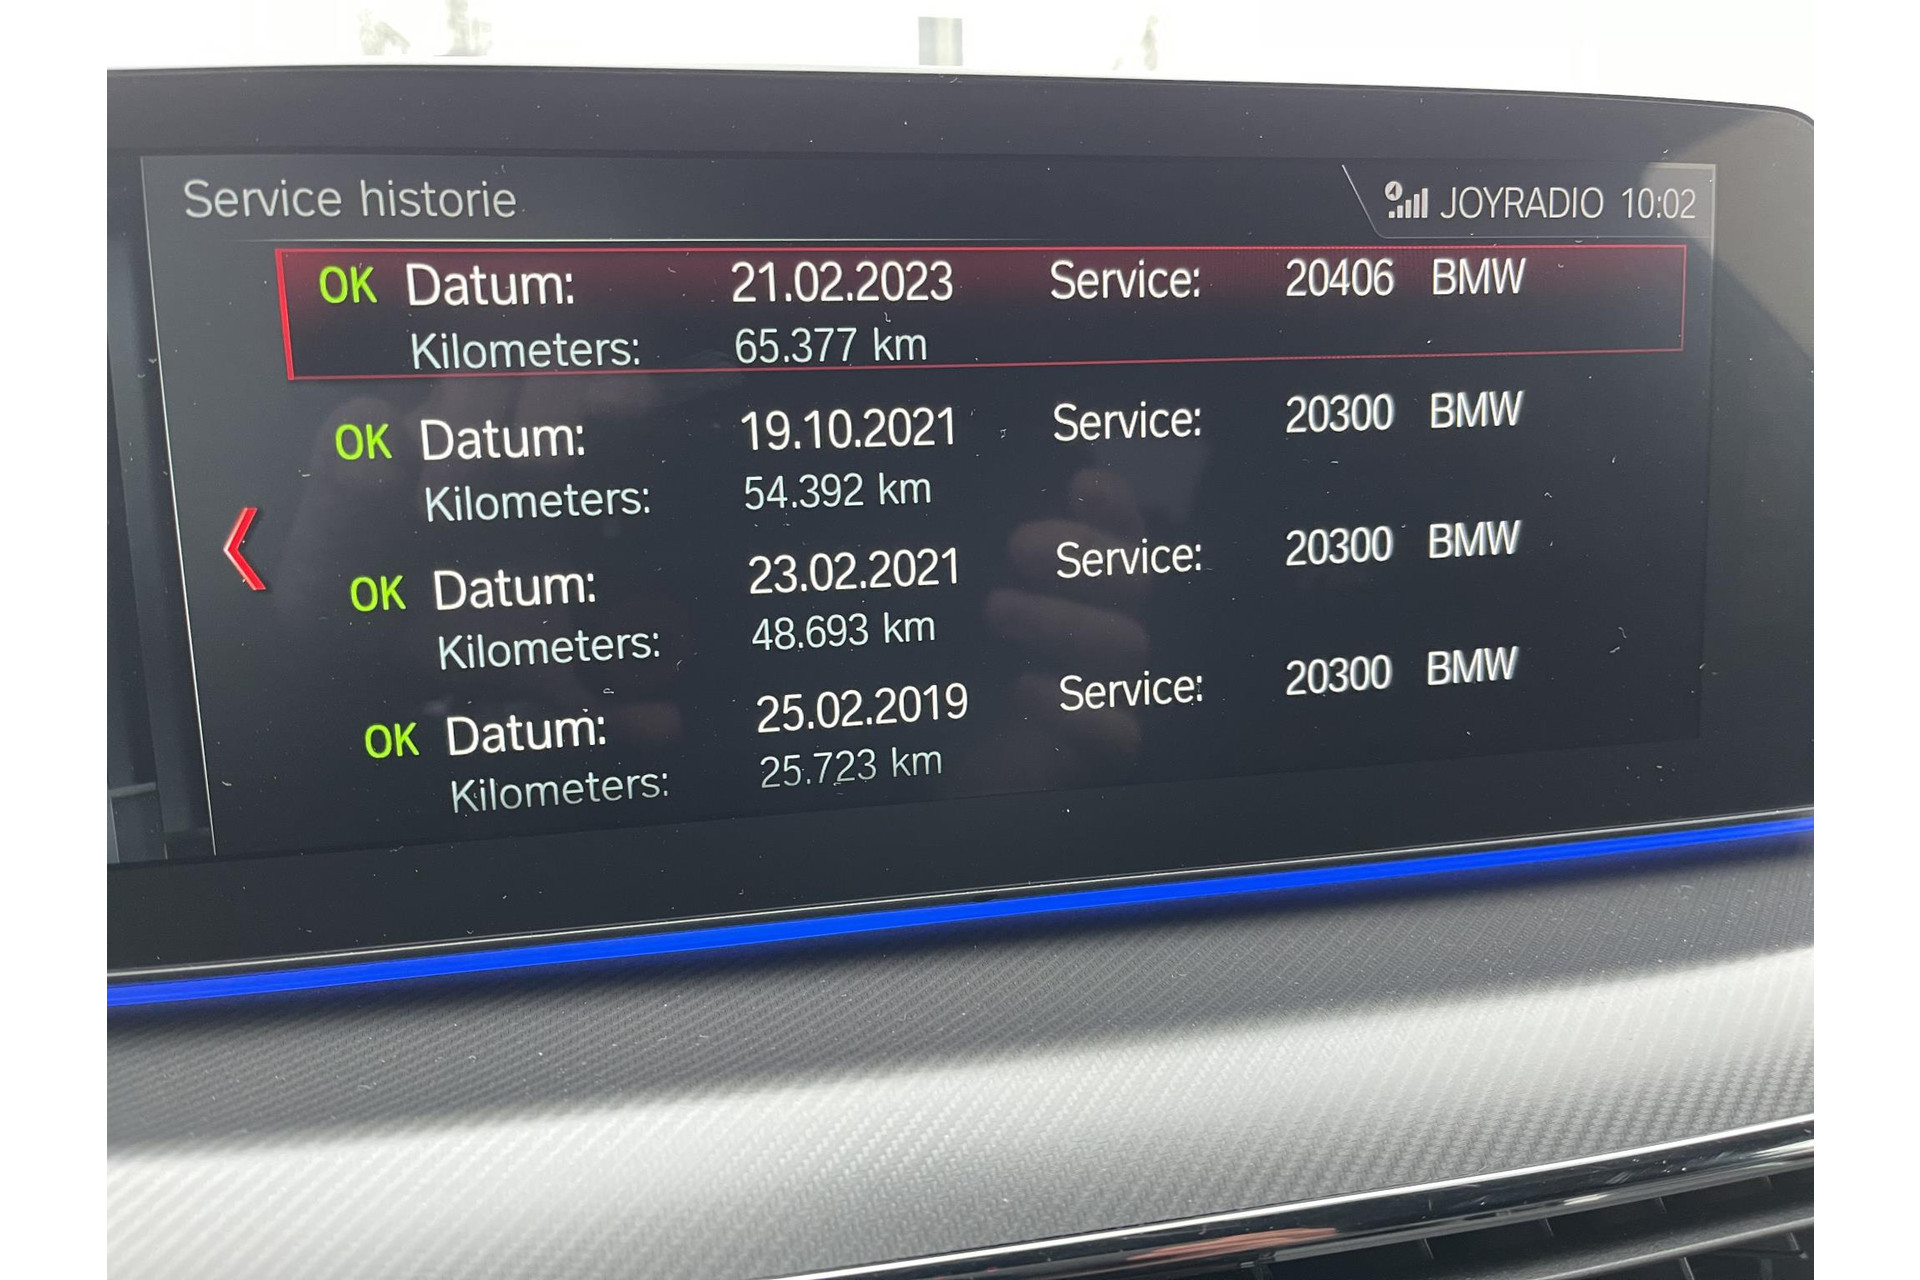 Service historie
JOYRADIO 10:02
OK Datum: 21.02.2023 Service: 20406 BMW
Kilometers: 65.377 km
OK Datum: 19.10.2021 Service: 20300 BMW
Kilometers: 54.392 km
OK Datum: 23.02.2021 Service: 20300 BMW
Kilometers: 48.693 km
OK Datum: 25.02.2019 Service: 20300 BMW
Kilometers: 25.723 km